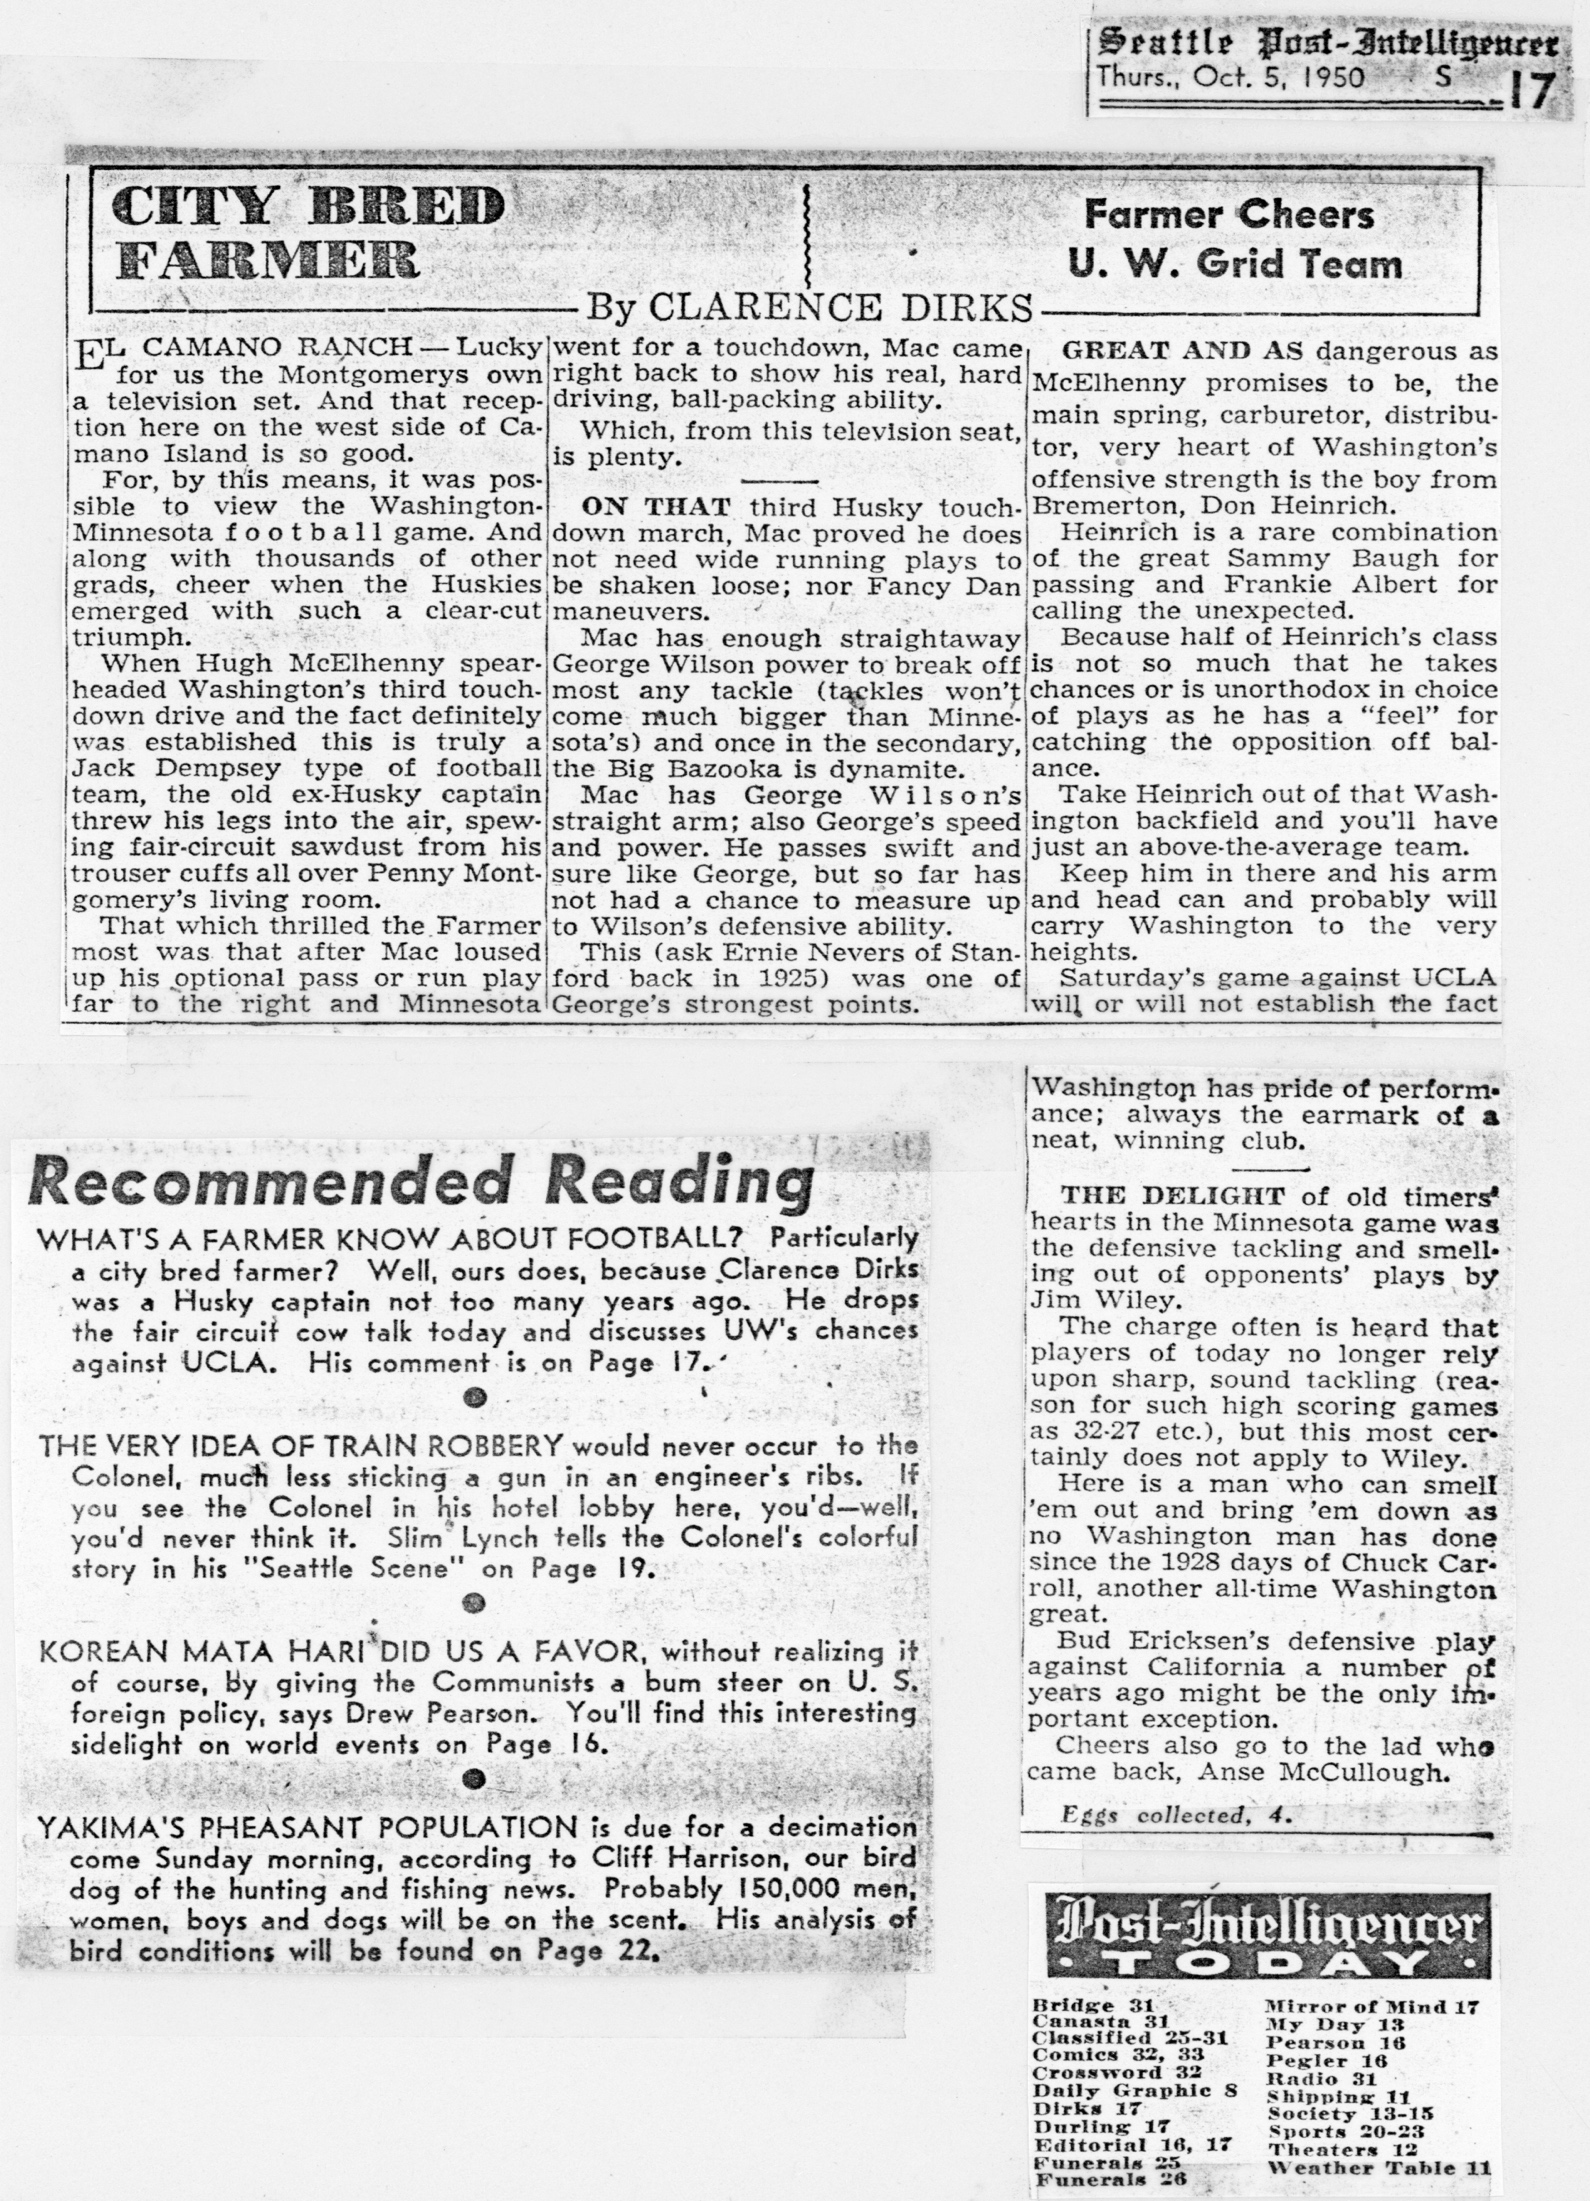 Seattle Post-Intelligencer
Thurs., Oct. 5, 1950 S 17
CITY BRED
FARMER
Farmer Cheers
U. W. Grid Team
By CLARENCE DIRKS
EL CAMANO RANCH — Lucky
for us the Montgomerys own
a television set. And that recep-
tion here on the west side of Ca-
mano Island is so good.
For, by this means, it was pos-
sible to view the Washington-
Minnesota football game. And
along with thousands of other
grads, cheer when the Huskies
emerged with such a clear-cut
triumph.
When Hugh McElhenny spear-
headed Washington's third touch-
down drive and the fact definitely
was established this is truly a
Jack Dempsey type of football
team, the old ex-Husky captain
threw his legs into the air, spew-
ing fair-circuit sawdust from his
trouser cuffs all over Penny Mont-
gomery's living room.
That which thrilled the Farmer
most was that after Mac loused
up his optional pass or run play
far to the right and Minnesota
went for a touchdown, Mac came
right back to show his real, hard
driving, ball-packing ability.
Which, from this television seat,
is plenty.
ON THAT third Husky touch-
down march, Mac proved he does
not need wide running plays to
be shaken loose; nor Fancy Dan
maneuvers.
Mac has enough straightaway
George Wilson power to break off
most any tackle (tackles won't
come much bigger than Minne-
sota's) and once in the secondary,
the Big Bazooka is dynamite.
Mac has George Wilson's
straight arm; also George's speed
and power. He passes swift and
sure like George, but so far has
not had a chance to measure up
to Wilson's defensive ability.
This (ask Ernie Nevers of Stan-
ford back in 1925) was one of
George's strongest points.
GREAT AND AS dangerous as
McElhenny promises to be, the
main spring, carburetor, distribu-
tor, very heart of Washington's
offensive strength is the boy from
Bremerton, Don Heinrich.
Heinrich is a rare combination
of the great Sammy Baugh for
passing and Frankie Albert for
calling the unexpected.
Because half of Heinrich's class
is not so much that he takes
chances or is unorthodox in choice
of plays as he has a "feel" for
catching the opposition off bal-
ance.
Take Heinrich out of that Wash-
ington backfield and you'll have
just an above-the-average team.
Keep him in there and his arm
and head can and probably will
carry Washington to the very
heights.
Saturday's game against UCLA
will or will not establish the fact
Washington has pride of perform-
ance; always the earmark of a
neat, winning club.
THE DELIGHT of old timers'
hearts in the Minnesota game was
the defensive tackling and smell-
ing out of opponents' plays by
Jim Wiley.
The charge often is heard that
players of today no longer rely
upon sharp, sound tackling (rea-
son for such high scoring games
as 32-27 etc.), but this most cer-
tainly does not apply to Wiley.
Here is a man who can smell
'em out and bring 'em down as
no Washington man has done
since the 1928 days of Chuck Car-
roll, another all-time Washington
great.
Bud Ericksen's defensive play
against California a number of
years ago might be the only im-
portant exception.
Cheers also go to the lad who
came back, Anse McCullough.
Eggs collected, 4.
Recommended Reading
WHAT'S A FARMER KNOW ABOUT FOOTBALL? Particularly
a city bred farmer? Well, ours does, because Clarence Dirks
was a Husky captain not too many years ago. He drops
the fair circuit cow talk today and discusses UW's chances
against UCLA. His comment is on Page 17.
THE VERY IDEA OF TRAIN ROBBERY would never occur to the
Colonel, much less sticking a gun in an engineer's ribs. If
you see the Colonel in his hotel lobby here, you'd—well,
you'd never think it. Slim Lynch tells the Colonel's colorful
story in his "Seattle Scene" on Page 19.
KOREAN MATA HARI DID US A FAVOR, without realizing it
of course, by giving the Communists a bum steer on U. S.
foreign policy, says Drew Pearson. You'll find this interesting
sidelight on world events on Page 16.
YAKIMA'S PHEASANT POPULATION is due for a decimation
come Sunday morning, according to Cliff Harrison, our bird
dog of the hunting and fishing news. Probably 150,000 men,
women, boys and dogs will be on the scent. His analysis of
bird conditions will be found on Page 22.
Post-Intelligencer
· TODAY ·
Bridge 31
Canasta 31
Classified 25-31
Comics 32, 33
Crossword 32
Daily Graphic 8
Dirks 17
Durling 17
Editorial 16, 17
Funerals 25
Funerals 26
Mirror of Mind 17
My Day 13
Pearson 16
Pegler 16
Radio 31
Shipping 11
Society 13-15
Sports 20-23
Theaters 12
Weather Table 11